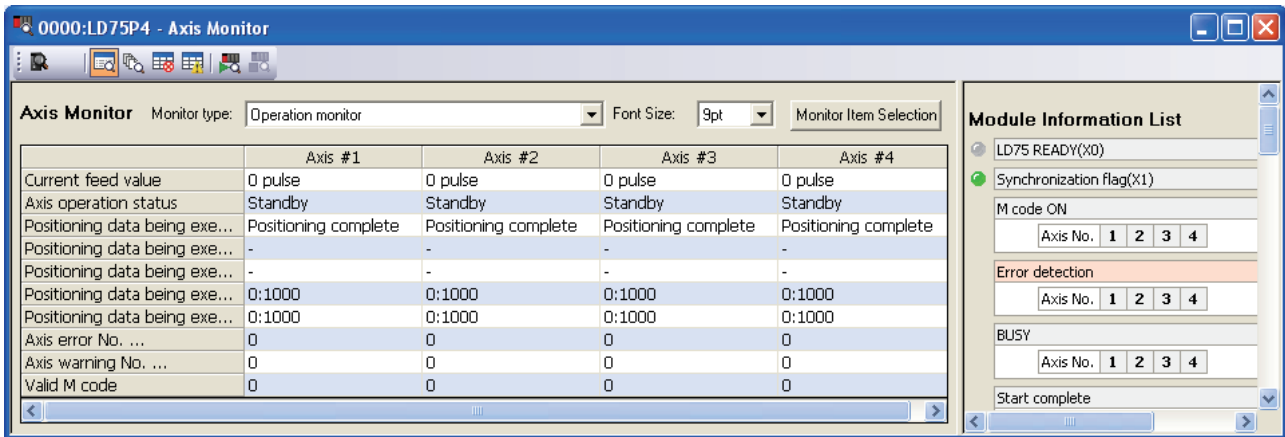 0000:LD75P4 - Axis Monitor
Axis Monitor Monitor type: Operation monitor Font Size: 9pt Monitor Item Selection
Axis #1 Axis #2 Axis #3 Axis #4
Current feed value 0 pulse 0 pulse 0 pulse 0 pulse
Axis operation status Standby Standby Standby Standby
Positioning data being exe... Positioning complete Positioning complete Positioning complete Positioning complete
Positioning data being exe... - - - -
Positioning data being exe... - - - -
Positioning data being exe... 0:1000 0:1000 0:1000 0:1000
Positioning data being exe... 0:1000 0:1000 0:1000 0:1000
Axis error No. ... 0 0 0 0
Axis warning No. ... 0 0 0 0
Valid M code 0 0 0 0
Module Information List
LD75 READY(X0)
Synchronization flag(X1)
M code ON
Axis No. 1 2 3 4
Error detection
Axis No. 1 2 3 4
BUSY
Axis No. 1 2 3 4
Start complete